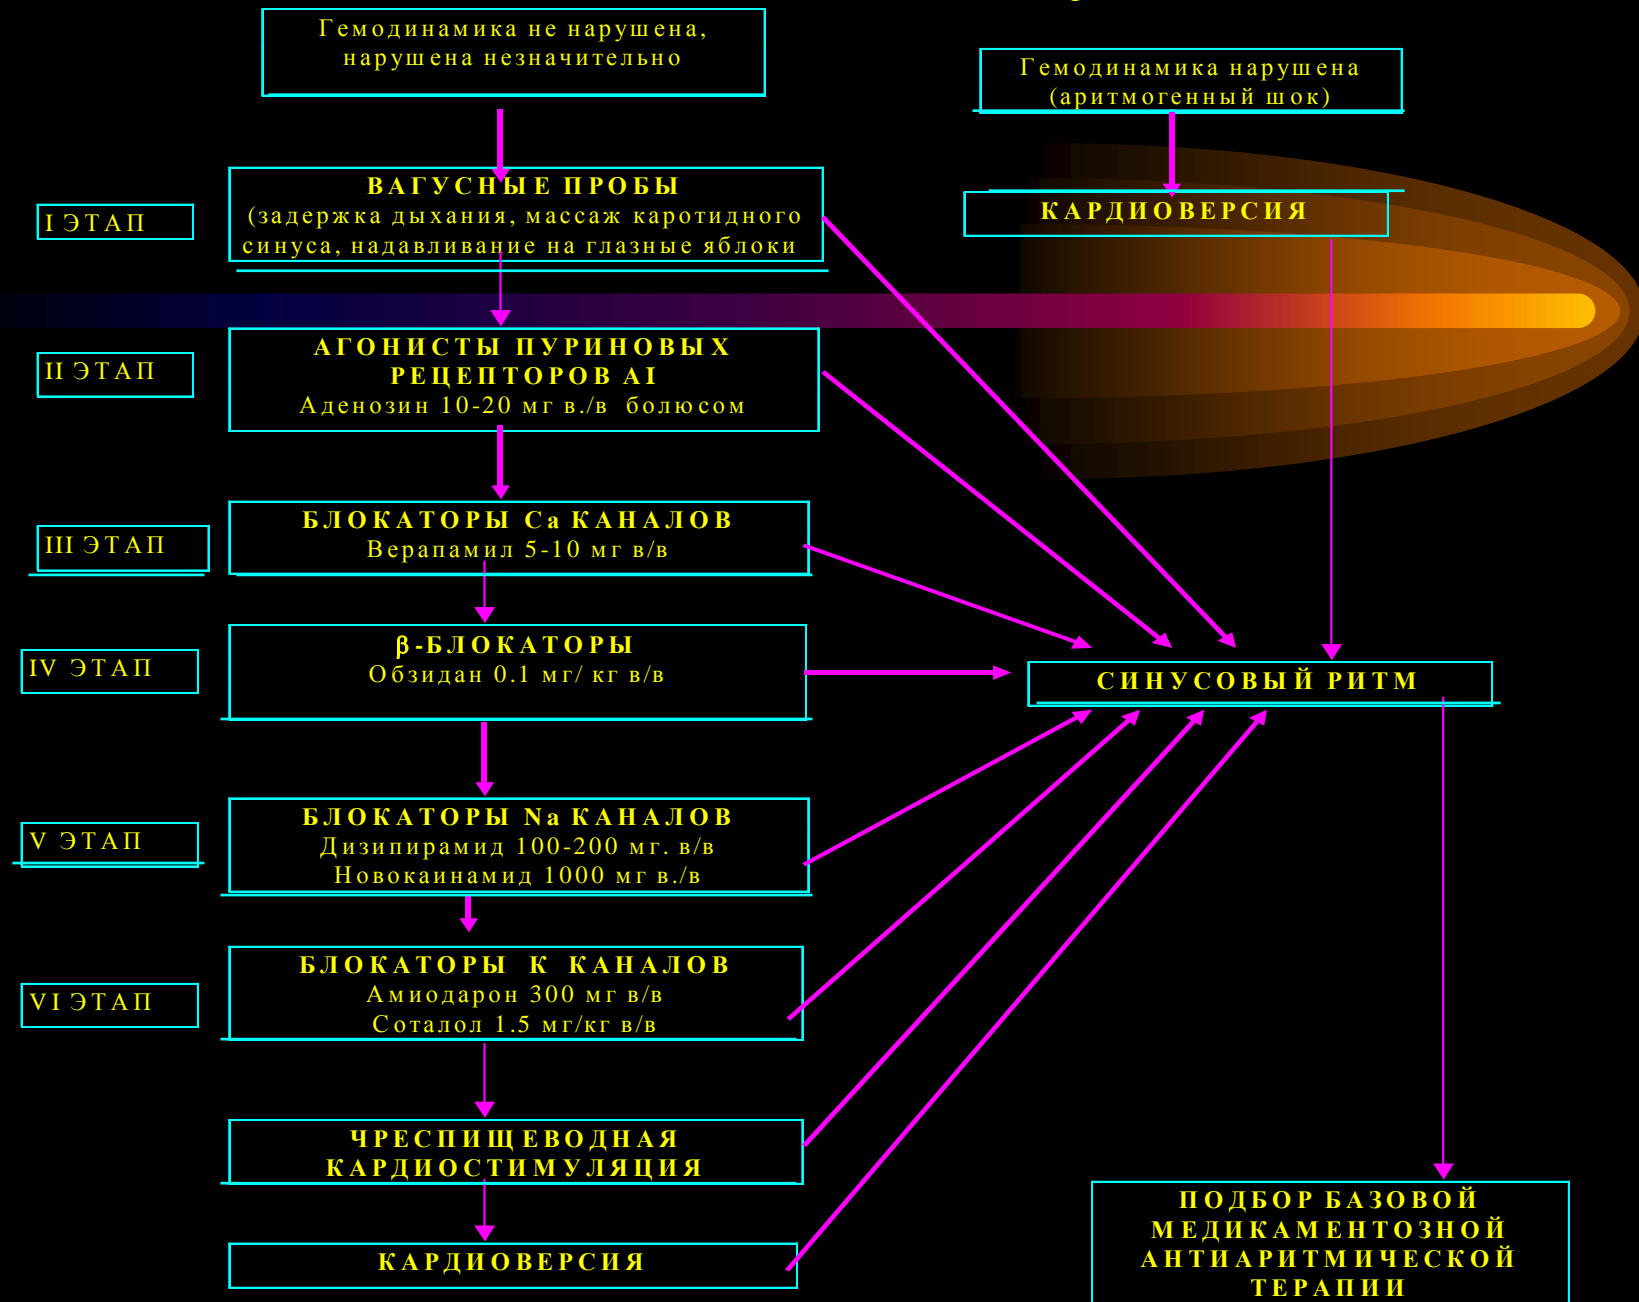 Гемодинамика не нарушена,
нарушена незначительно
Гемодинамика нарушена
(аритмогенный шок)
I ЭТАП
ВАГУСНЫЕ ПРОБЫ
(задержка дыхания, массаж каротидного
синуса, надавливание на глазные яблоки
КАРДИОВЕРСИЯ
II ЭТАП
АГОНИСТЫ ПУРИНОВЫХ
РЕЦЕПТОРОВ АI
Аденозин 10-20 мг в./в болюсом
III ЭТАП
БЛОКАТОРЫ Са КАНАЛОВ
Верапамил 5-10 мг в/в
IV ЭТАП
β-БЛОКАТОРЫ
Обзидан 0.1 мг/ кг в/в
СИНУСОВЫЙ РИТМ
V ЭТАП
БЛОКАТОРЫ Na КАНАЛОВ
Дизипирамид 100-200 мг. в/в
Новокаинамид 1000 мг в./в
VI ЭТАП
БЛОКАТОРЫ К КАНАЛОВ
Амиодарон 300 мг в/в
Соталол 1.5 мг/кг в/в
ЧРЕСПИЩЕВОДНАЯ
КАРДИОСТИМУЛЯЦИЯ
КАРДИОВЕРСИЯ
ПОДБОР БАЗОВОЙ
МЕДИКАМЕНТОЗНОЙ
АНТИАРИТМИЧЕСКОЙ
ТЕРАПИИ